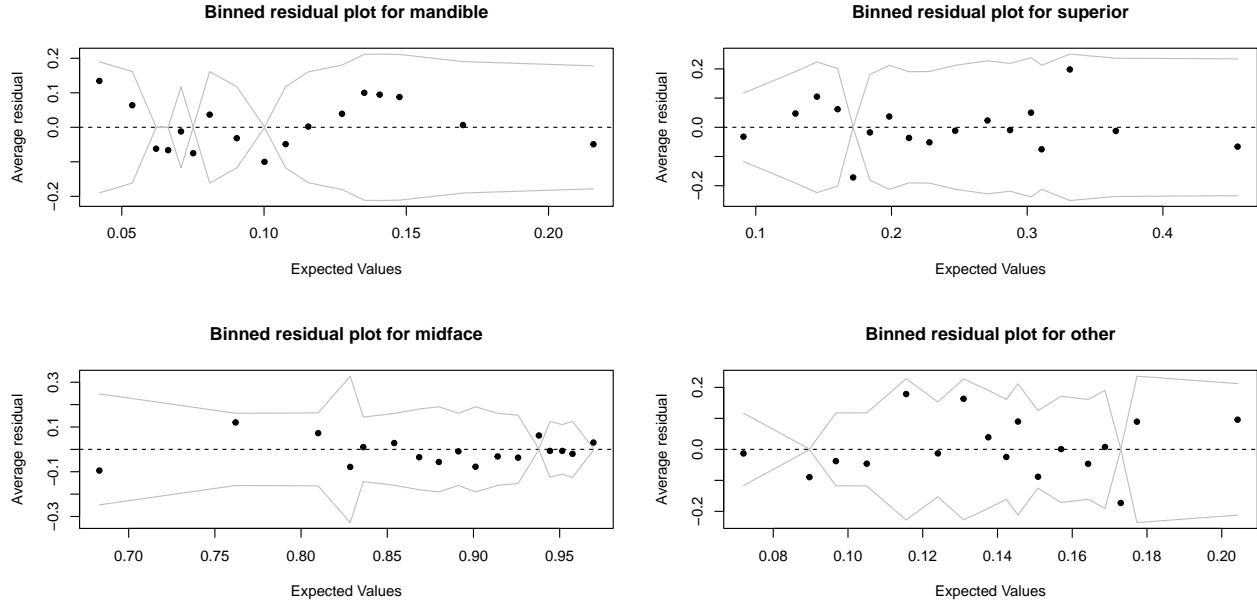 Binned residual plot for mandible
Average residual
0.2
0.1
0.0
−0.2
0.05
0.10
0.15
0.20
Expected Values
Binned residual plot for superior
Average residual
0.2
0.0
−0.2
0.1
0.2
0.3
0.4
Expected Values
Binned residual plot for midface
Average residual
0.3
0.1
−0.1
−0.3
0.70
0.75
0.80
0.85
0.90
0.95
Expected Values
Binned residual plot for other
Average residual
0.2
0.0
−0.2
0.08
0.10
0.12
0.14
0.16
0.18
0.20
Expected Values